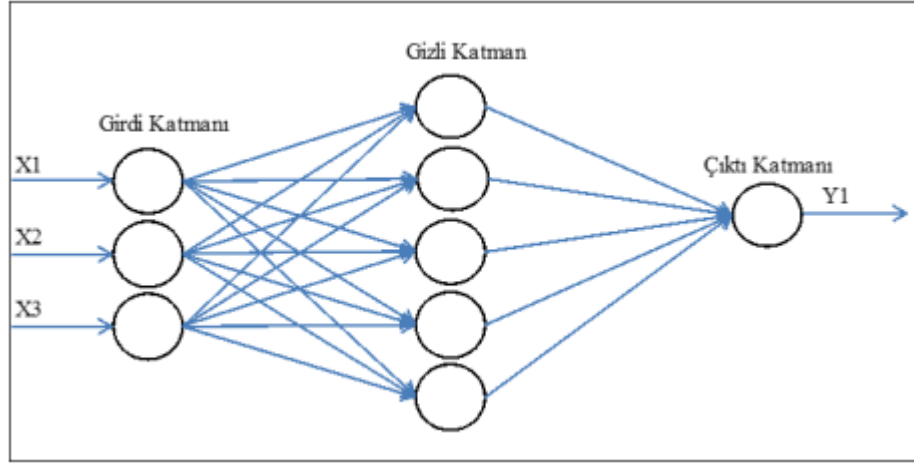 Gizli Katman
Girdi Katmanı
X1
Çıktı Katmanı
Y1
X2
X3